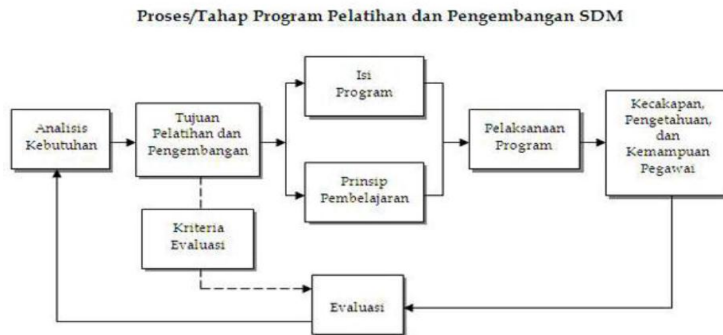 Proses/Tahap Program Pelatihan dan Pengembangan SDM
Isi
Program
Analisis
Kebutuhan
Tujuan
Pelatihan dan
Pengembangan
Pelaksanaan
Program
Kecakapan,
Pengetahuan,
dan
Kemampuan
Pegawai
Prinsip
Pembelajaran
Kriteria
Evaluasi
Evaluasi